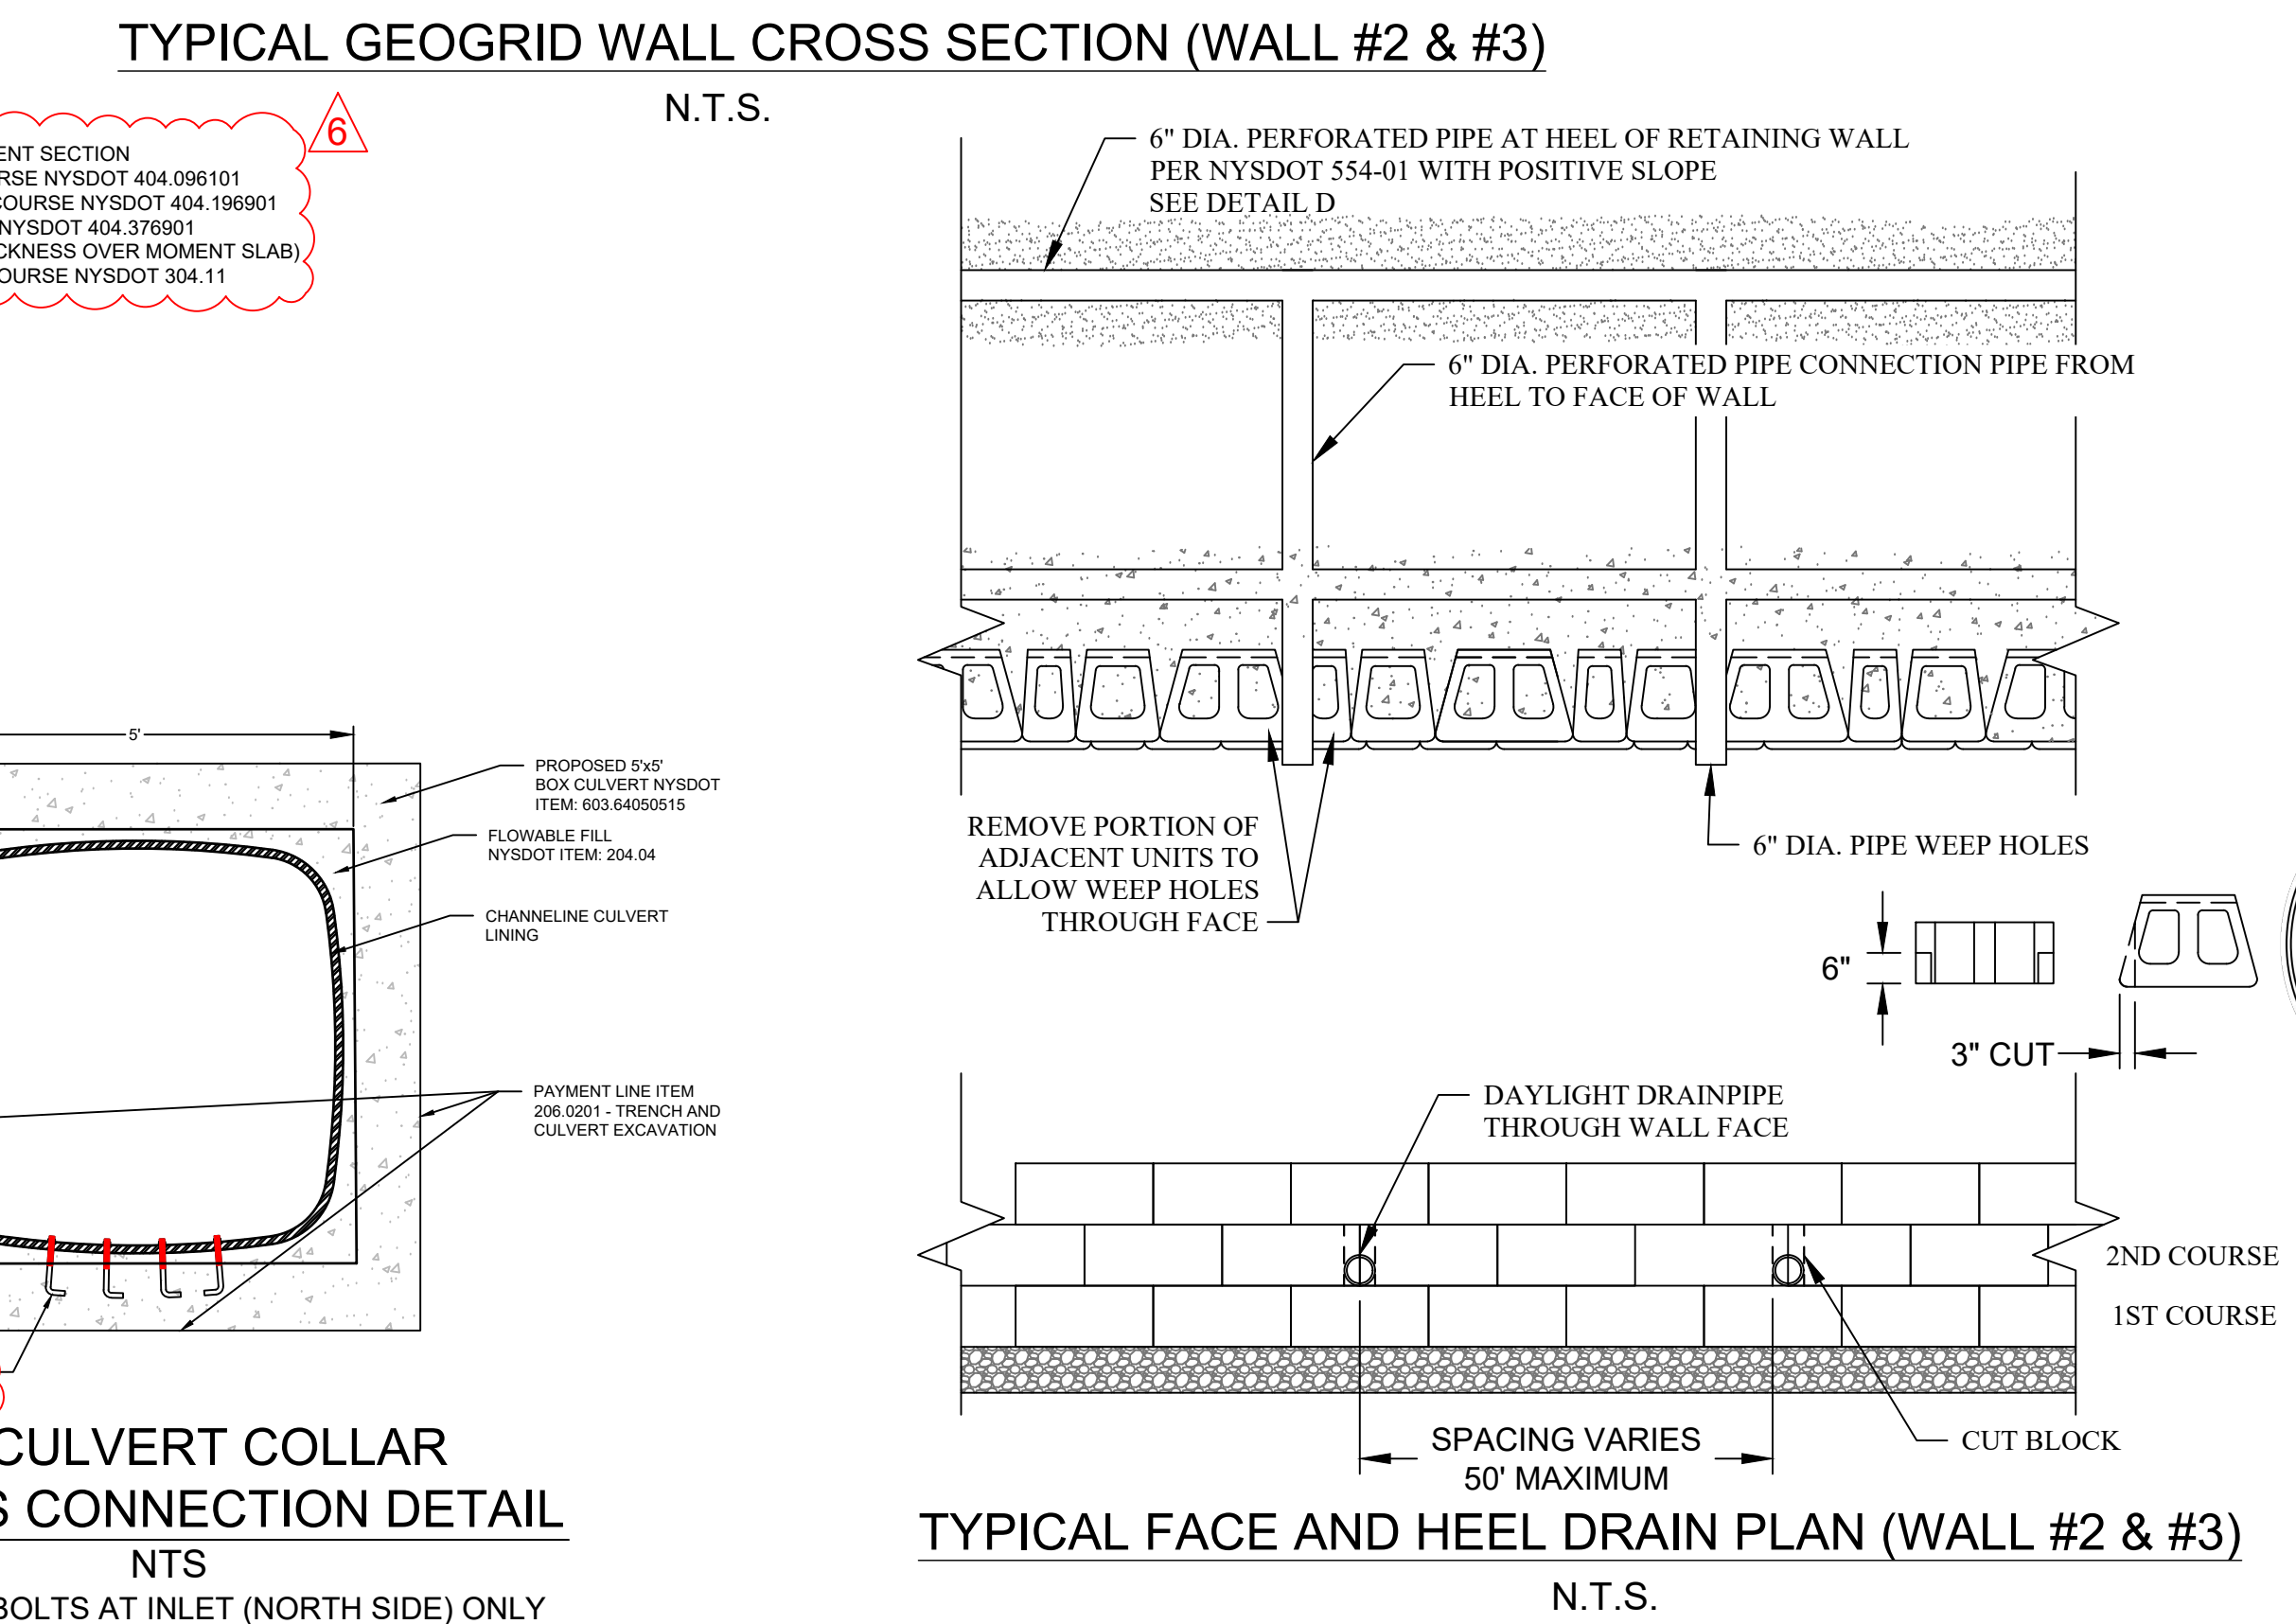 TYPICAL GEOGRID WALL CROSS SECTION (WALL #2 & #3)
N.T.S.
6
ENT SECTION
RSE NYSDOT 404.096101
COURSE NYSDOT 404.196901
NYSDOT 404.376901
CKNESS OVER MOMENT SLAB)
OURSE NYSDOT 304.11
6" DIA. PERFORATED PIPE AT HEEL OF RETAINING WALL
PER NYSDOT 554-01 WITH POSITIVE SLOPE
SEE DETAIL D
6" DIA. PERFORATED PIPE CONNECTION PIPE FROM
HEEL TO FACE OF WALL
REMOVE PORTION OF
ADJACENT UNITS TO
ALLOW WEEP HOLES
THROUGH FACE
6" DIA. PIPE WEEP HOLES
6"
3" CUT
5'
PROPOSED 5'x5'
BOX CULVERT NYSDOT
ITEM: 603.64050515
FLOWABLE FILL
NYSDOT ITEM: 204.04
CHANNELINE CULVERT
LINING
PAYMENT LINE ITEM
206.0201 - TRENCH AND
CULVERT EXCAVATION
CULVERT COLLAR
S CONNECTION DETAIL
NTS
BOLTS AT INLET (NORTH SIDE) ONLY
DAYLIGHT DRAINPIPE
THROUGH WALL FACE
2ND COURSE
1ST COURSE
CUT BLOCK
SPACING VARIES
50' MAXIMUM
TYPICAL FACE AND HEEL DRAIN PLAN (WALL #2 & #3)
N.T.S.